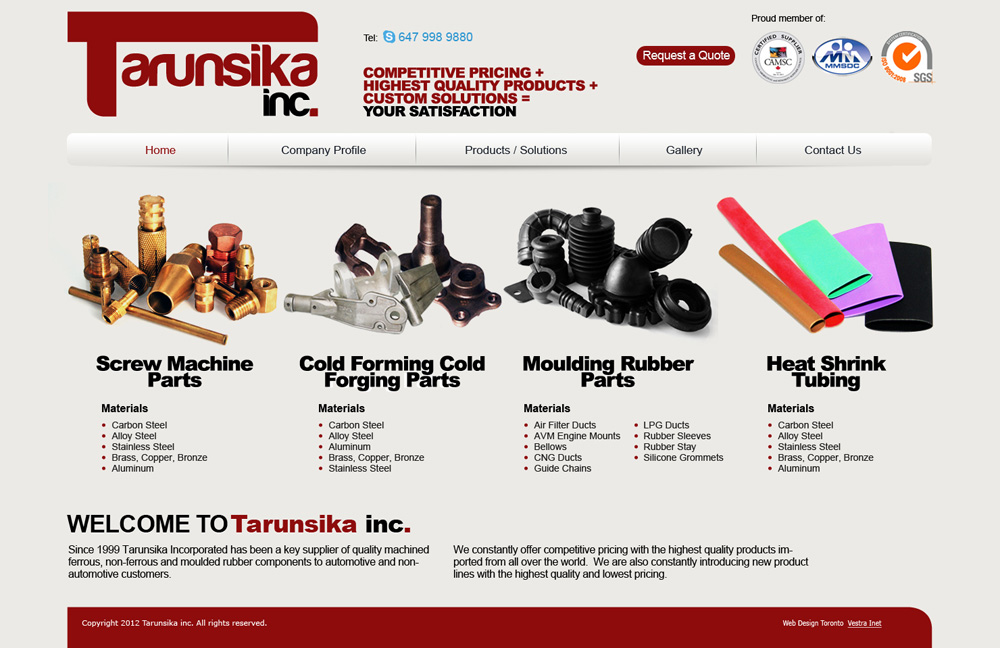 Tarunsika
inc.
Tel: 647 998 9880
COMPETITIVE PRICING +
HIGHEST QUALITY PRODUCTS +
CUSTOM SOLUTIONS =
YOUR SATISFACTION
Request a Quote
Proud member of:
CERTIFIED SUPPLIER
CAMSC
MMSDC
ISO 9001:2008
SGS
Home
Company Profile
Products / Solutions
Gallery
Contact Us
Screw Machine
Parts
Materials
Carbon Steel
Alloy Steel
Stainless Steel
Brass, Copper, Bronze
Aluminum
Cold Forming Cold
Forging Parts
Materials
Carbon Steel
Alloy Steel
Aluminum
Brass, Copper, Bronze
Stainless Steel
Moulding Rubber
Parts
Materials
Air Filter Ducts
AVM Engine Mounts
Bellows
CNG Ducts
Guide Chains
LPG Ducts
Rubber Sleeves
Rubber Stay
Silicone Grommets
Heat Shrink
Tubing
Materials
Carbon Steel
Alloy Steel
Stainless Steel
Brass, Copper, Bronze
Aluminum
WELCOME TO Tarunsika inc.
Since 1999 Tarunsika Incorporated has been a key supplier of quality machined
ferrous, non-ferrous and moulded rubber components to automotive and non-
automotive customers.
We constantly offer competitive pricing with the highest quality products im-
ported from all over the world. We are also constantly introducing new product
lines with the highest quality and lowest pricing.
Copyright 2012 Tarunsika inc. All rights reserved.
Web Design Toronto Vestra Inet